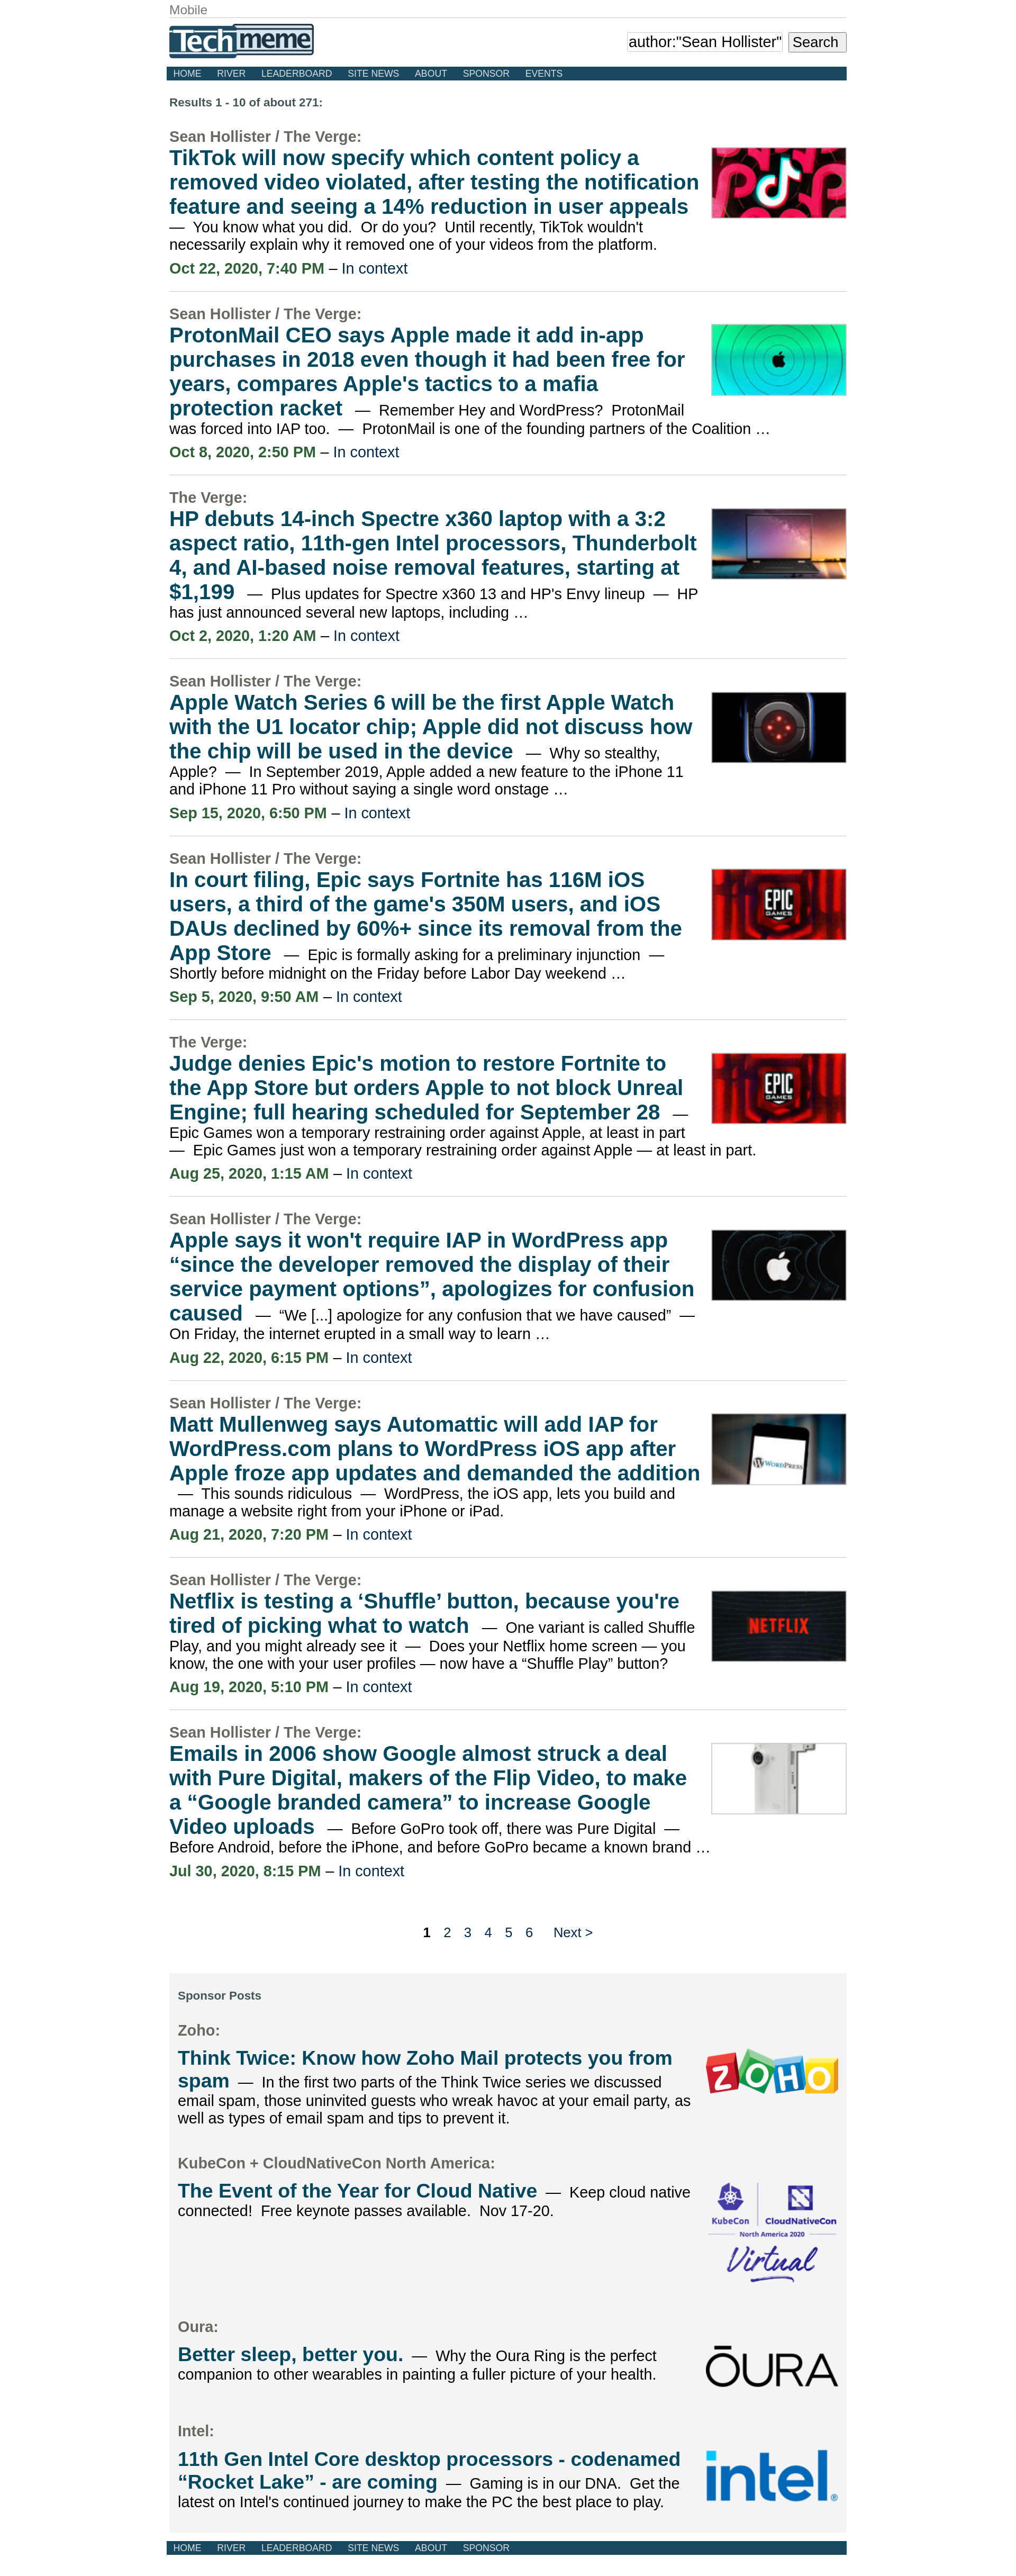 Mobile
Techmeme
author:"Sean Hollister"
Search
HOME RIVER LEADERBOARD SITE NEWS ABOUT SPONSOR EVENTS
Results 1 - 10 of about 271:
Sean Hollister / The Verge:
TikTok will now specify which content policy a
removed video violated, after testing the notification
feature and seeing a 14% reduction in user appeals
— You know what you did. Or do you? Until recently, TikTok wouldn't
necessarily explain why it removed one of your videos from the platform.
Oct 22, 2020, 7:40 PM – In context
Sean Hollister / The Verge:
ProtonMail CEO says Apple made it add in-app
purchases in 2018 even though it had been free for
years, compares Apple's tactics to a mafia
protection racket — Remember Hey and WordPress? ProtonMail
was forced into IAP too. — ProtonMail is one of the founding partners of the Coalition …
Oct 8, 2020, 2:50 PM – In context
The Verge:
HP debuts 14-inch Spectre x360 laptop with a 3:2
aspect ratio, 11th-gen Intel processors, Thunderbolt
4, and AI-based noise removal features, starting at
$1,199 — Plus updates for Spectre x360 13 and HP's Envy lineup — HP
has just announced several new laptops, including …
Oct 2, 2020, 1:20 AM – In context
Sean Hollister / The Verge:
Apple Watch Series 6 will be the first Apple Watch
with the U1 locator chip; Apple did not discuss how
the chip will be used in the device — Why so stealthy,
Apple? — In September 2019, Apple added a new feature to the iPhone 11
and iPhone 11 Pro without saying a single word onstage …
Sep 15, 2020, 6:50 PM – In context
Sean Hollister / The Verge:
In court filing, Epic says Fortnite has 116M iOS
users, a third of the game's 350M users, and iOS
DAUs declined by 60%+ since its removal from the
App Store — Epic is formally asking for a preliminary injunction —
Shortly before midnight on the Friday before Labor Day weekend …
EPIC
GAMES
Sep 5, 2020, 9:50 AM – In context
The Verge:
Judge denies Epic's motion to restore Fortnite to
the App Store but orders Apple to not block Unreal
Engine; full hearing scheduled for September 28 —
Epic Games won a temporary restraining order against Apple, at least in part
— Epic Games just won a temporary restraining order against Apple — at least in part.
EPIC
GAMES
Aug 25, 2020, 1:15 AM – In context
Sean Hollister / The Verge:
Apple says it won't require IAP in WordPress app
“since the developer removed the display of their
service payment options”, apologizes for confusion
caused — “We [...] apologize for any confusion that we have caused” —
On Friday, the internet erupted in a small way to learn …
Aug 22, 2020, 6:15 PM – In context
Sean Hollister / The Verge:
Matt Mullenweg says Automattic will add IAP for
WordPress.com plans to WordPress iOS app after
Apple froze app updates and demanded the addition
— This sounds ridiculous — WordPress, the iOS app, lets you build and
manage a website right from your iPhone or iPad.
WORDPRESS
Aug 21, 2020, 7:20 PM – In context
Sean Hollister / The Verge:
Netflix is testing a ‘Shuffle’ button, because you're
tired of picking what to watch — One variant is called Shuffle
Play, and you might already see it — Does your Netflix home screen — you
know, the one with your user profiles — now have a “Shuffle Play” button?
NETFLIX
Aug 19, 2020, 5:10 PM – In context
Sean Hollister / The Verge:
Emails in 2006 show Google almost struck a deal
with Pure Digital, makers of the Flip Video, to make
a “Google branded camera” to increase Google
Video uploads — Before GoPro took off, there was Pure Digital —
Before Android, before the iPhone, and before GoPro became a known brand …
Jul 30, 2020, 8:15 PM – In context
1 2 3 4 5 6 Next >
Sponsor Posts
Zoho:
Think Twice: Know how Zoho Mail protects you from
spam — In the first two parts of the Think Twice series we discussed
email spam, those uninvited guests who wreak havoc at your email party, as
well as types of email spam and tips to prevent it.
ZOHO
KubeCon + CloudNativeCon North America:
The Event of the Year for Cloud Native — Keep cloud native
connected! Free keynote passes available. Nov 17-20.
KubeCon CloudNativeCon
North America 2020
Virtual
Oura:
Better sleep, better you. — Why the Oura Ring is the perfect
companion to other wearables in painting a fuller picture of your health.
ŌURA
Intel:
11th Gen Intel Core desktop processors - codenamed
“Rocket Lake” - are coming — Gaming is in our DNA. Get the
latest on Intel's continued journey to make the PC the best place to play.
intel®
HOME RIVER LEADERBOARD SITE NEWS ABOUT SPONSOR